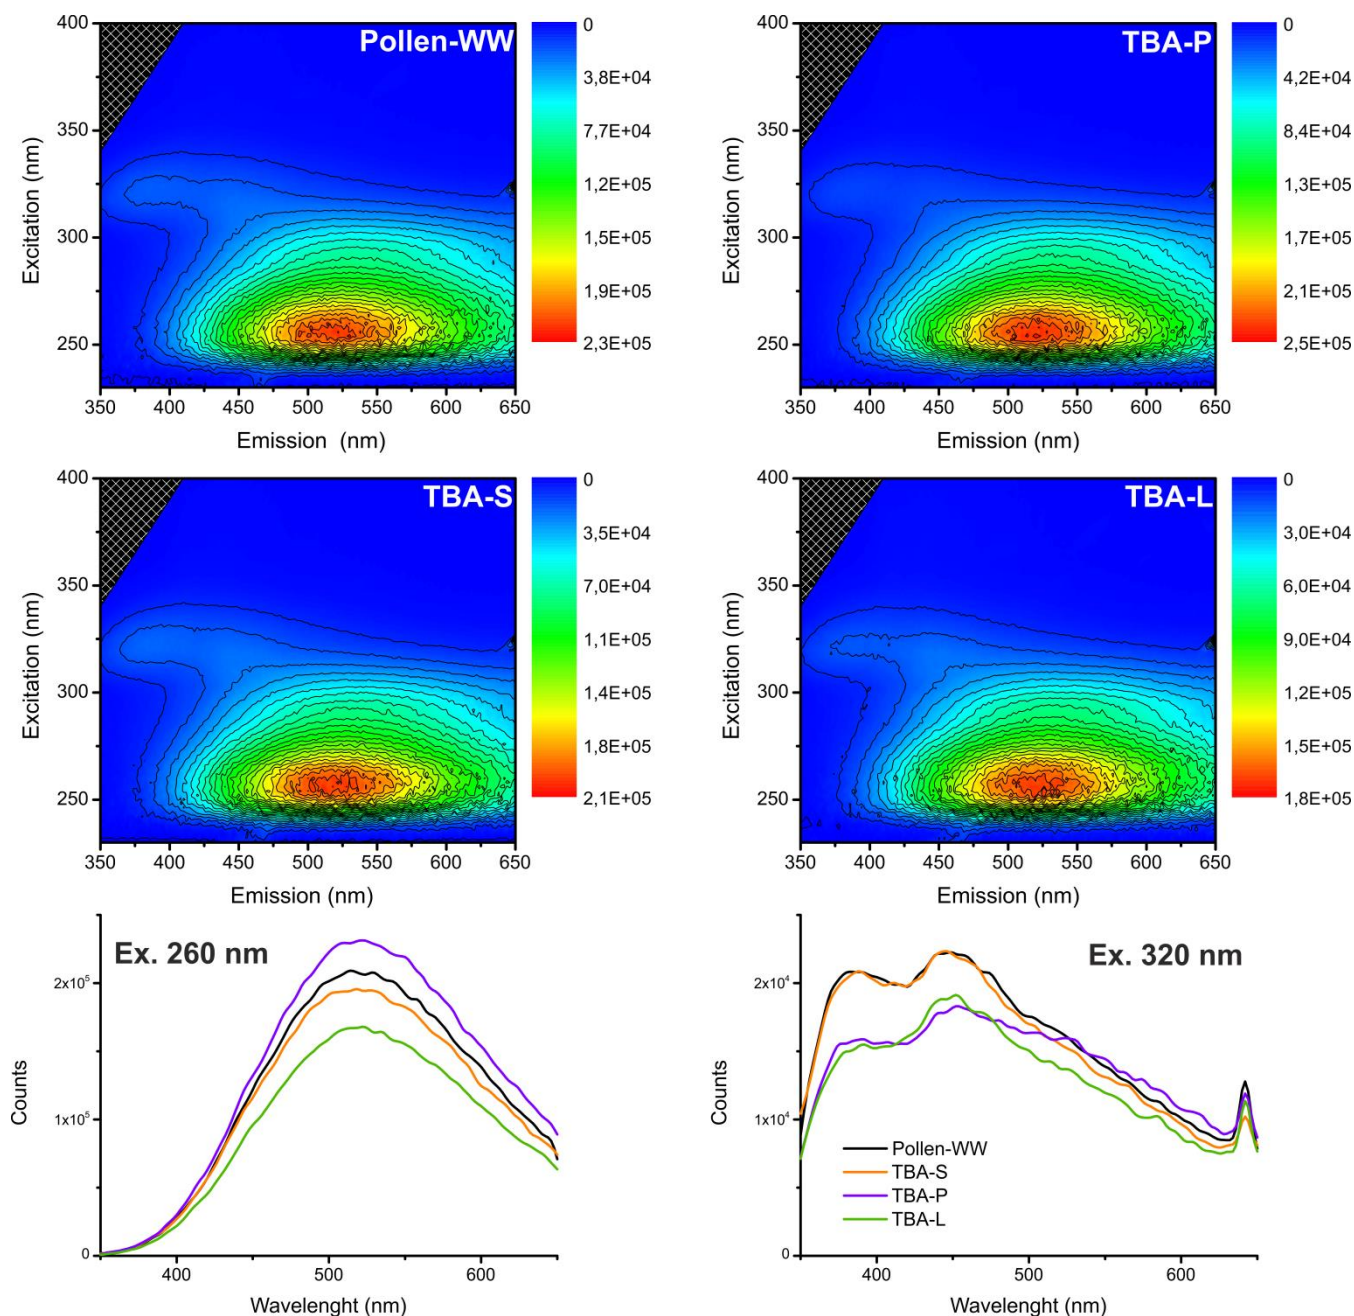 Pollen-WW
400
350
300
250
Excitation (nm)
350 400 450 500 550 600 650
Emission (nm)
0
3,8E+04
7,7E+04
1,2E+05
1,5E+05
1,9E+05
2,3E+05
TBA-P
400
350
300
250
Excitation (nm)
350 400 450 500 550 600 650
Emission (nm)
0
4,2E+04
8,4E+04
1,3E+05
1,7E+05
2,1E+05
2,5E+05
TBA-S
400
350
300
250
Excitation (nm)
350 400 450 500 550 600 650
Emission (nm)
0
3,5E+04
7,0E+04
1,1E+05
1,4E+05
1,8E+05
2,1E+05
TBA-L
400
350
300
250
Excitation (nm)
350 400 450 500 550 600 650
Emission (nm)
0
3,0E+04
6,0E+04
9,0E+04
1,2E+05
1,5E+05
1.8E+05
Ex. 260 nm
2x10⁵
1x10⁵
0
Counts
400 500 600
Wavelenght (nm)
Ex. 320 nm
2x10⁴
1x10⁴
0
Counts
Pollen-WW
TBA-S
TBA-P
TBA-L
400 500 600
Wavelenght (nm)